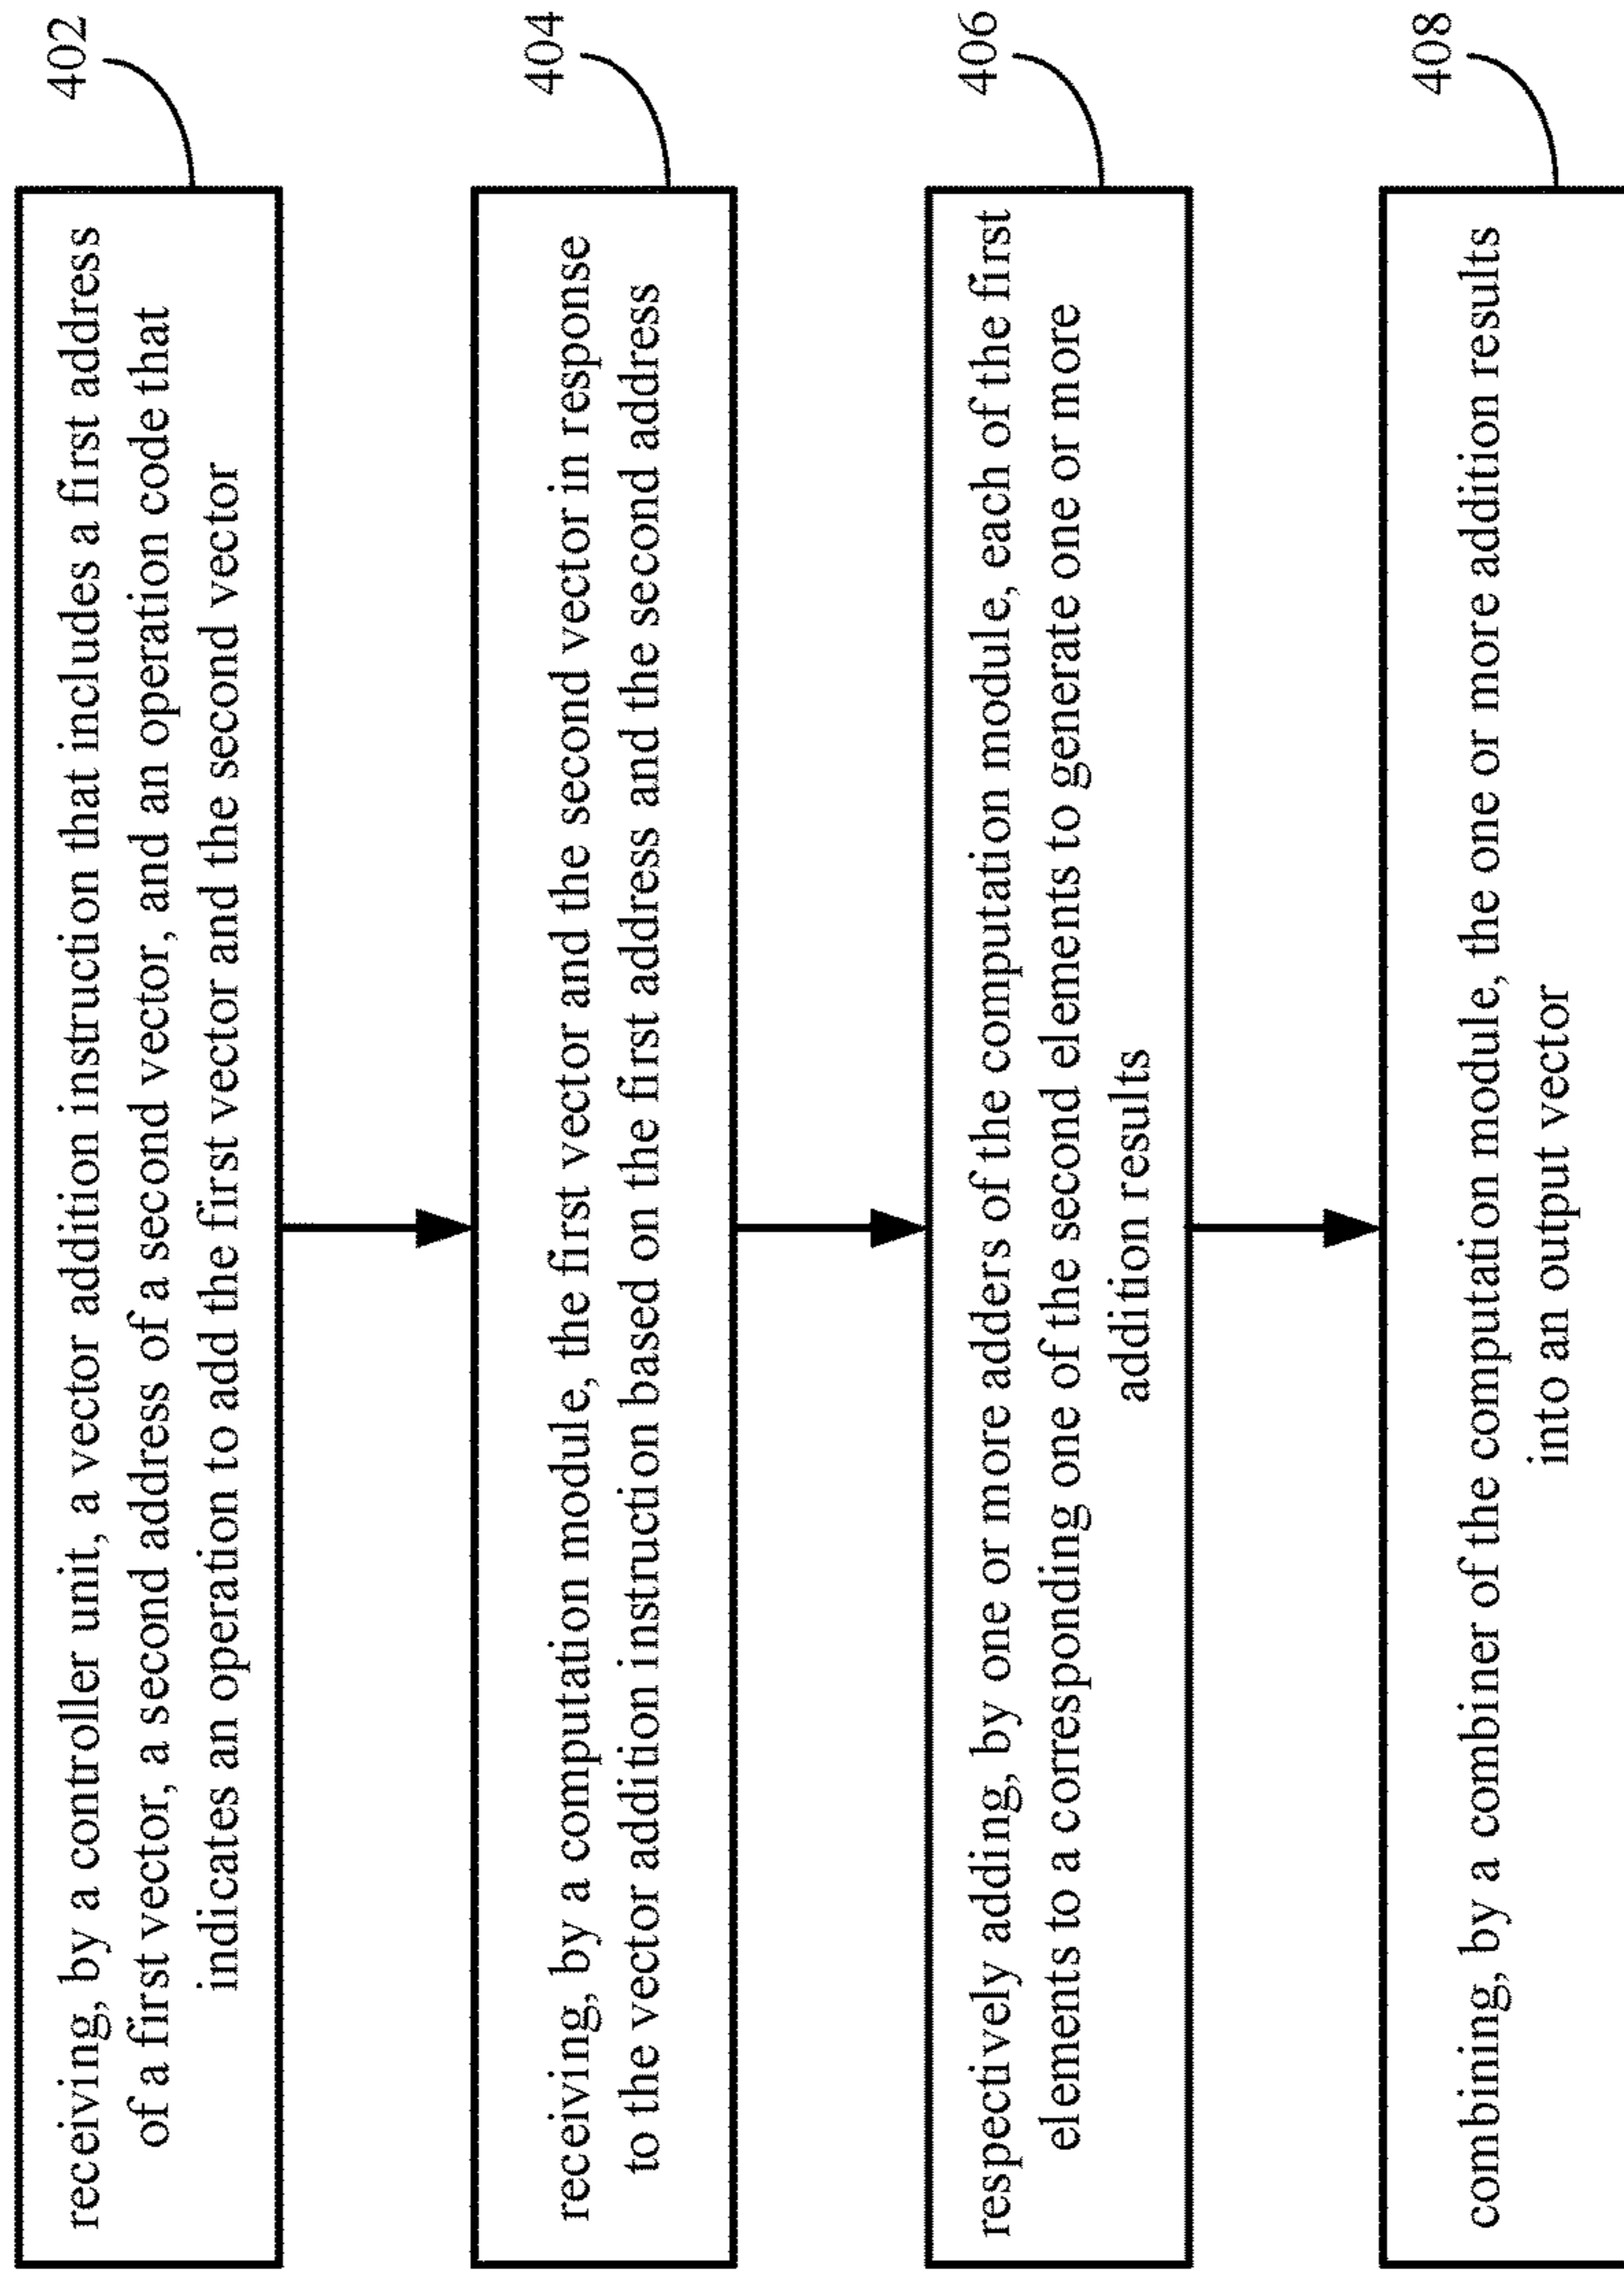 402
receiving, by a controller unit, a vector addition instruction that includes a first address
of a first vector, a second address of a second vector, and an operation code that
indicates an operation to add the first vector and the second vector
404
receiving, by a computation module, the first vector and the second vector in response
to the vector addition instruction based on the first address and the second address
406
respectively adding, by one or more adders of the computation module, each of the first
elements to a corresponding one of the second elements to generate one or more
addition results
408
combining, by a combiner of the computation module, the one or more addition results
into an output vector